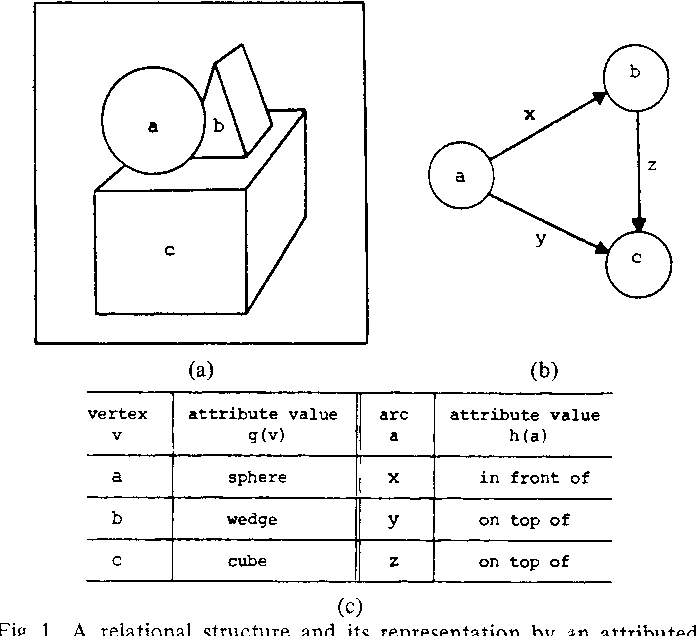 a
b
c
b
x
a
z
y
c
(a)
(b)
vertex attribute value arc attribute value
v g(v) a h(a)
a sphere x in front of
b wedge y on top of
c cube z on top of
(c)
Fig. 1. A relational structure and its representation by an attributed